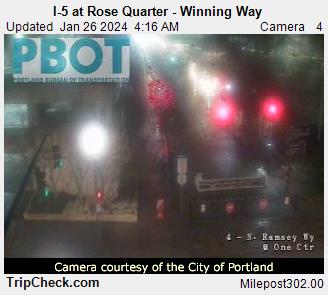 I-5 at Rose Quarter - Winning Way
Updated Jan 26 2024 4:16 AM Camera 4
PBOT
PORTLAND BUREAU OF TRANSPORTATION
4 - N. Ramsey Wy
@ One Ctr
Camera courtesy of the City of Portland
TripCheck.com Milepost302.00